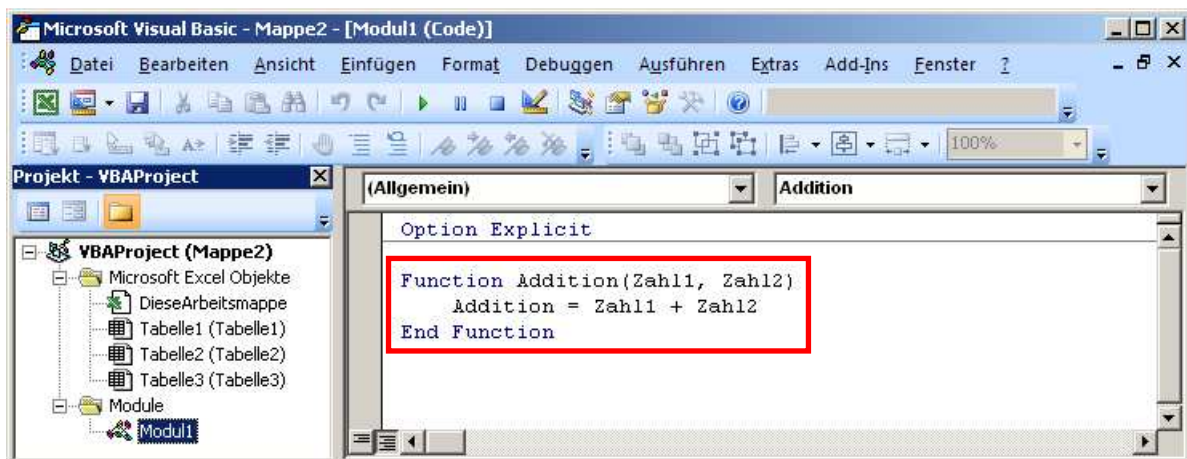 Microsoft Visual Basic - Mappe2 - [Modul1 (Code)]
Datei Bearbeiten Ansicht Einfügen Format Debuggen Ausführen Extras Add-Ins Fenster ?
100%
Projekt - VBAProject
(Allgemein) Addition
VBAProject (Mappe2)
Microsoft Excel Objekte
DieseArbeitsmappe
Tabelle1 (Tabelle1)
Tabelle2 (Tabelle2)
Tabelle3 (Tabelle3)
Module
Modul1
Option Explicit
Function Addition(Zahl1, Zahl2)
Addition = Zahl1 + Zahl2
End Function